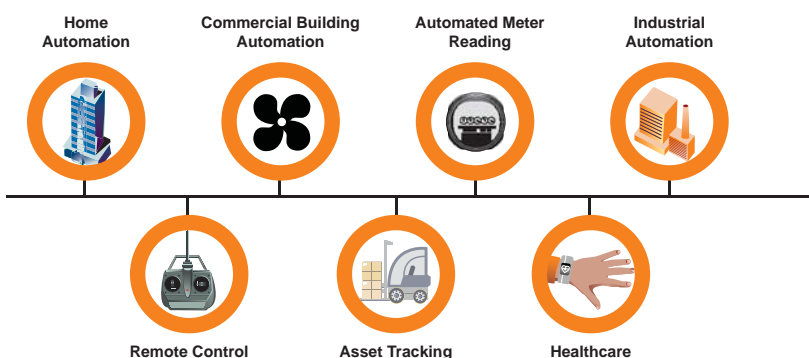 Home
Automation
Commercial Building
Automation
Automated Meter
Reading
Industrial
Automation
Remote Control
Asset Tracking
Healthcare